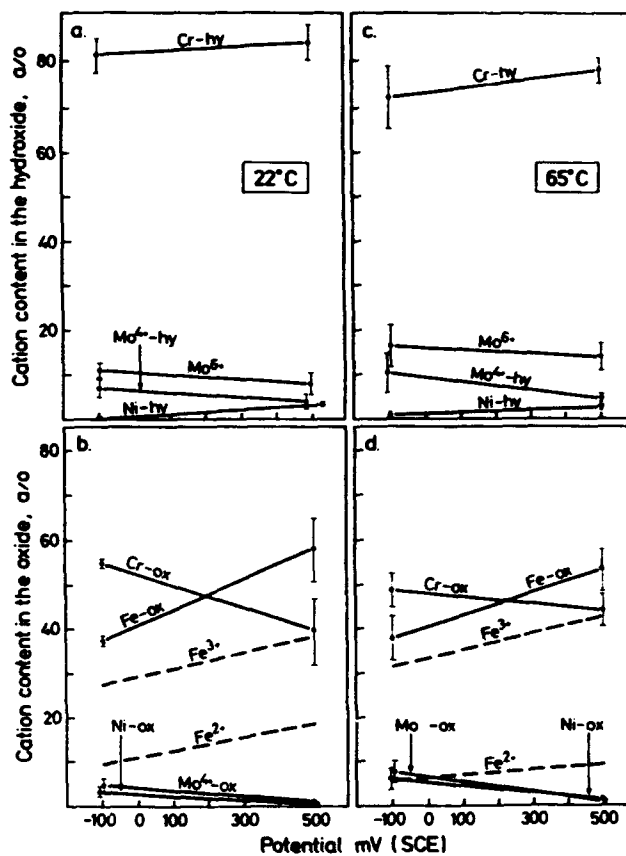 Cation content in the hydroxide, a/o
a.
Cr-hy
80
60
22°C
40
20
Mo⁴⁺-hy
Mo⁶⁺
Ni-hy
c.
Cr-hy
65°C
Mo⁶⁺
Mo⁴⁺-hy
Ni-hy
Cation content in the oxide, a/o
b.
80
60
40
20
Cr-ox
Fe-ox
Fe³⁺
Fe²⁺
Ni-ox
Mo⁴⁺-ox
-100 0 100 300 500
d.
Cr-ox
Fe-ox
Fe³⁺
Mo -ox
Ni-ox
Fe²⁺
-100 0 100 300 500
Potential mV (SCE)